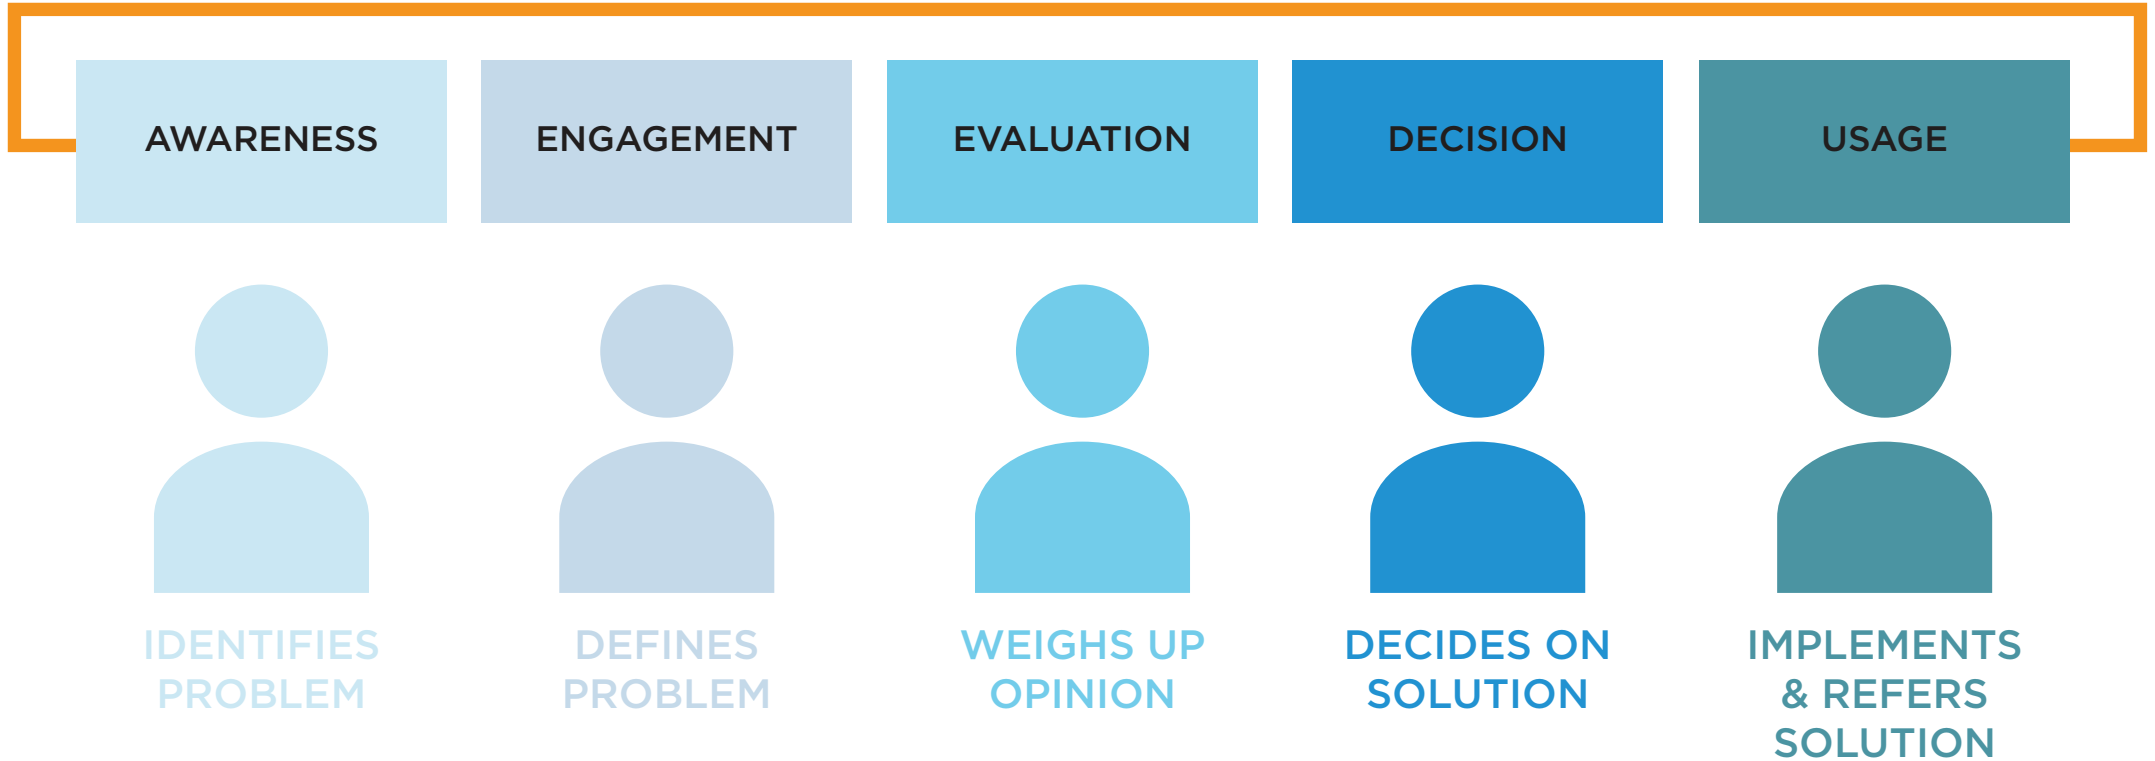 AWARENESS
ENGAGEMENT
EVALUATION
DECISION
USAGE
IDENTIFIES
PROBLEM
DEFINES
PROBLEM
WEIGHS UP
OPINION
DECIDES ON
SOLUTION
IMPLEMENTS
& REFERS
SOLUTION